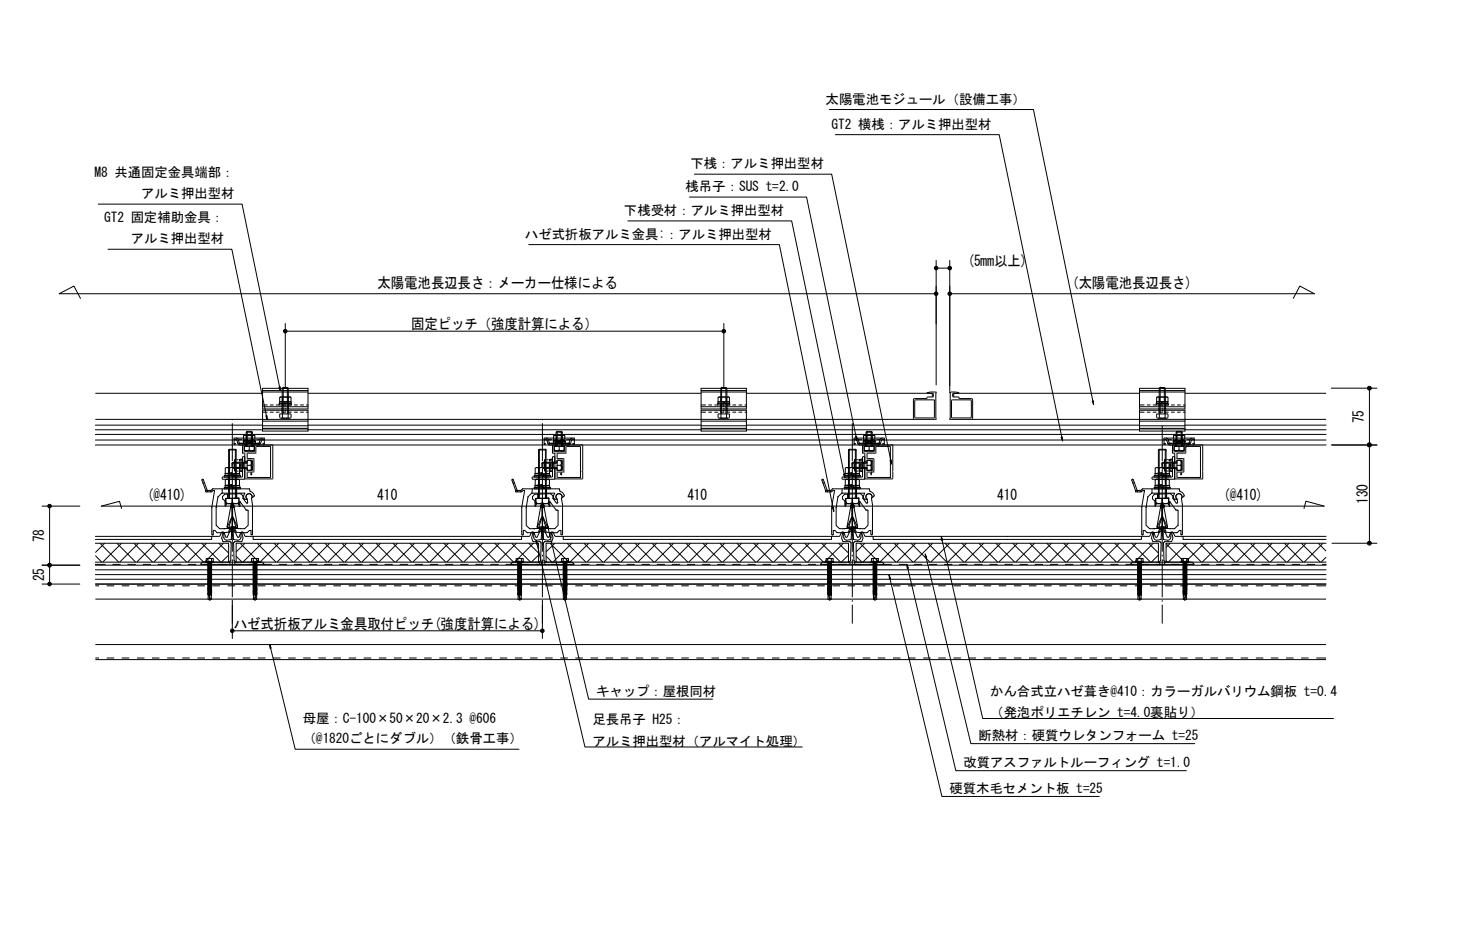 太陽電池モジュール（設備工事）
GT2 横桟：アルミ押出型材
下桟：アルミ押出型材
桟吊子：SUS t=2.0
下桟受材：アルミ押出型材
ハゼ式折板アルミ金具：：アルミ押出型材
M8 共通固定金具端部：
アルミ押出型材
GT2 固定補助金具：
アルミ押出型材
(5mm以上)
太陽電池長辺長さ：メーカー仕様による
(太陽電池長辺長さ)
固定ピッチ（強度計算による）
75
130
(@410)
410
410
410
(@410)
78
25
ハゼ式折板アルミ金具取付ピッチ(強度計算による)
キャップ：屋根同材
足長吊子 H25：
アルミ押出型材（アルマイト処理）
母屋：C-100×50×20×2.3 @606
（@1820ごとにダブル）（鉄骨工事）
かん合式立ハゼ葺き@410：カラーガルバリウム鋼板 t=0.4
（発泡ポリエチレン t=4.0裏貼り）
断熱材：硬質ウレタンフォーム t=25
改質アスファルトルーフィング t=1.0
硬質木毛セメント板 t=25